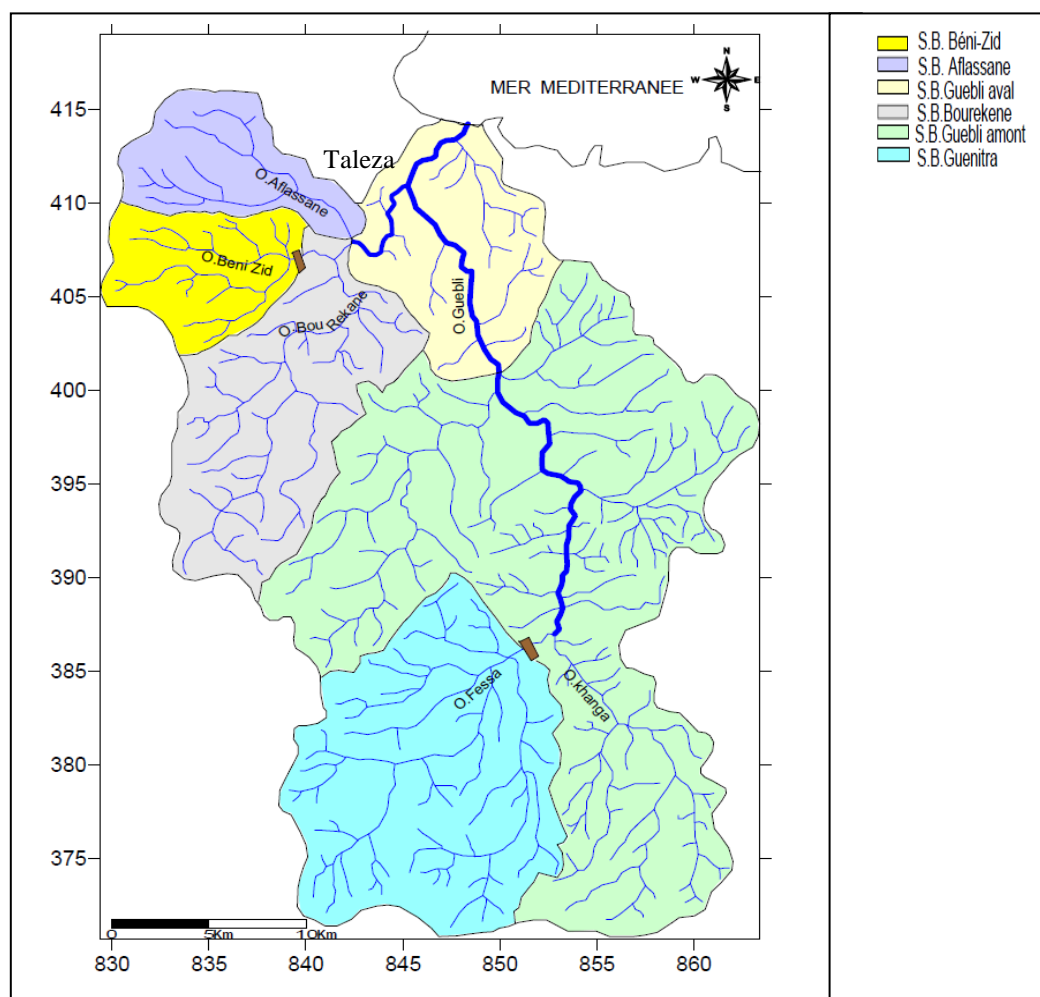 N
W E
S
MER MEDITERRANEE
S.B. Béni-Zid
S.B. Aflassane
S.B.Guebli aval
S.B.Bourekene
S.B.Guebli amont
S.B.Guenitra
415
410
405
400
395
390
385
380
375
Taleza
O.Aflassane
O.Beni Zid
O. Bou Rekane
O.Guebli
O.Fessa
O.khanga
0 5Km 10Km
830 835 840 845 850 855 860